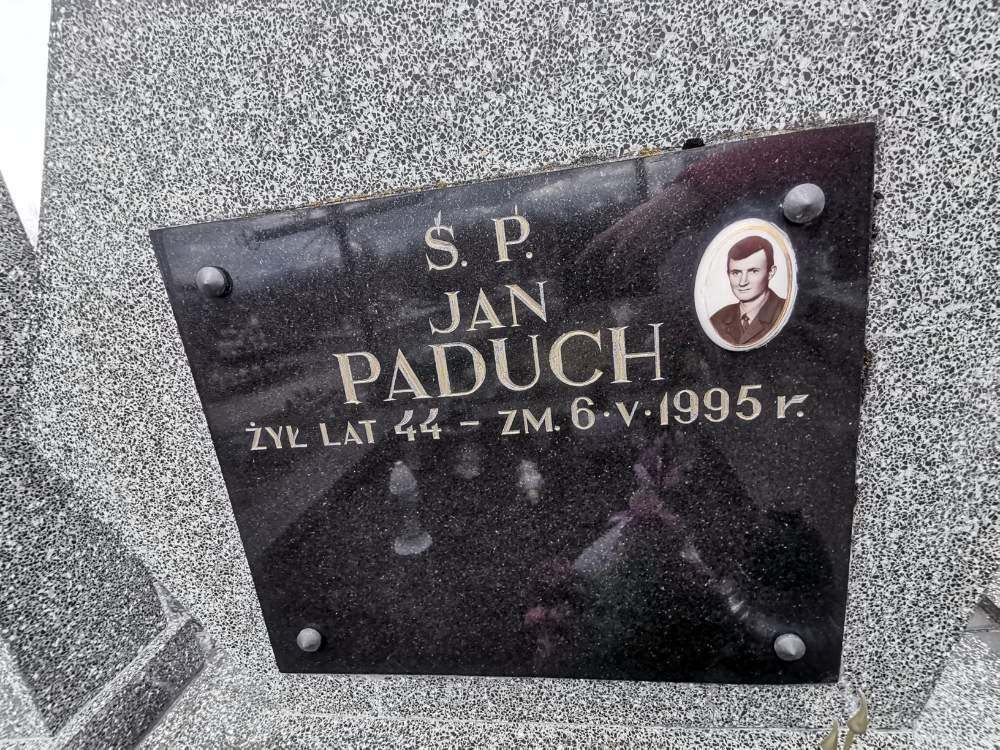 Ś. P.
JAN
PADUCH
ŻYŁ LAT 44 - ZM. 6·V·1995 r.